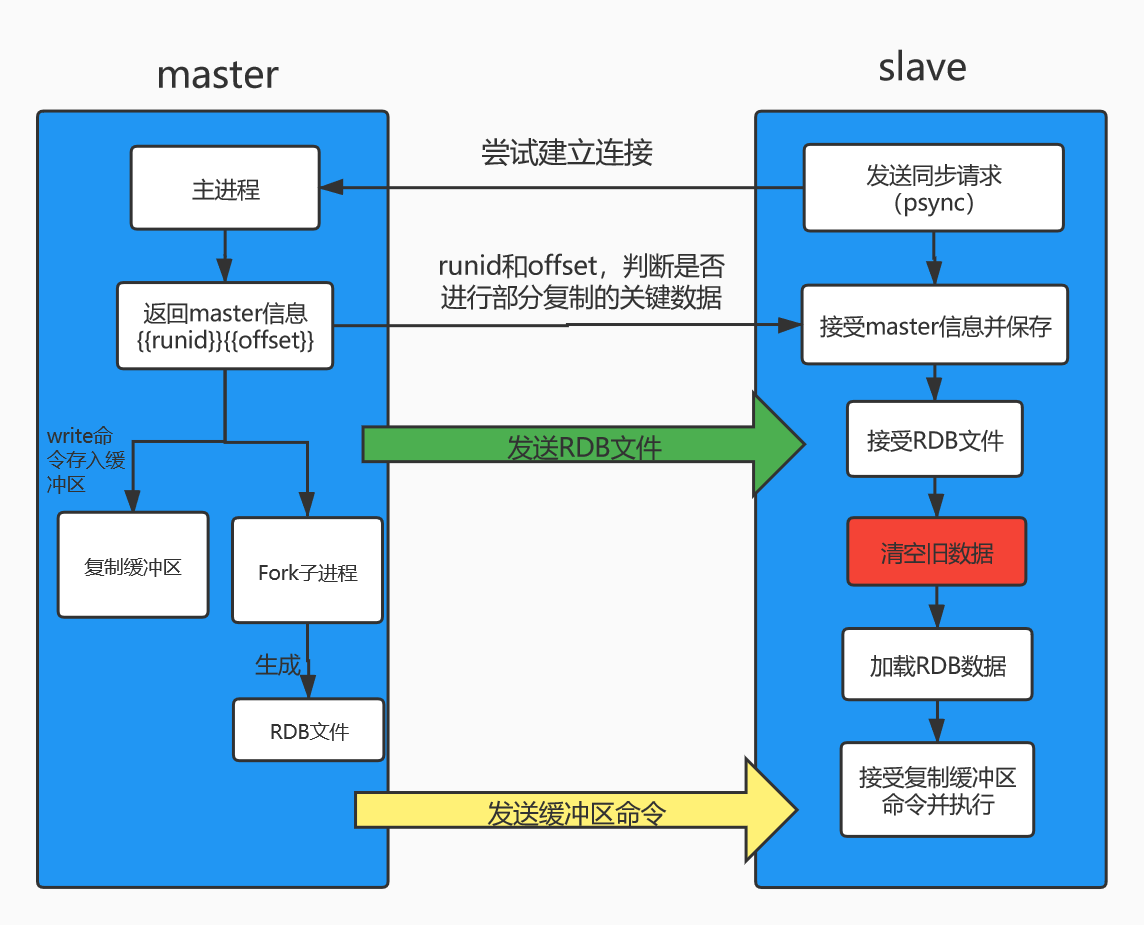 master
slave
尝试建立连接
主进程
发送同步请求
（psync）
runid和offset，判断是否
进行部分复制的关键数据
返回master信息
{{runid}}{{offset}}
接受master信息并保存
write命
令存入缓
冲区
发送RDB文件
接受RDB文件
复制缓冲区
Fork子进程
清空旧数据
生成
加载RDB数据
RDB文件
发送缓冲区命令
接受复制缓冲区
命令并执行